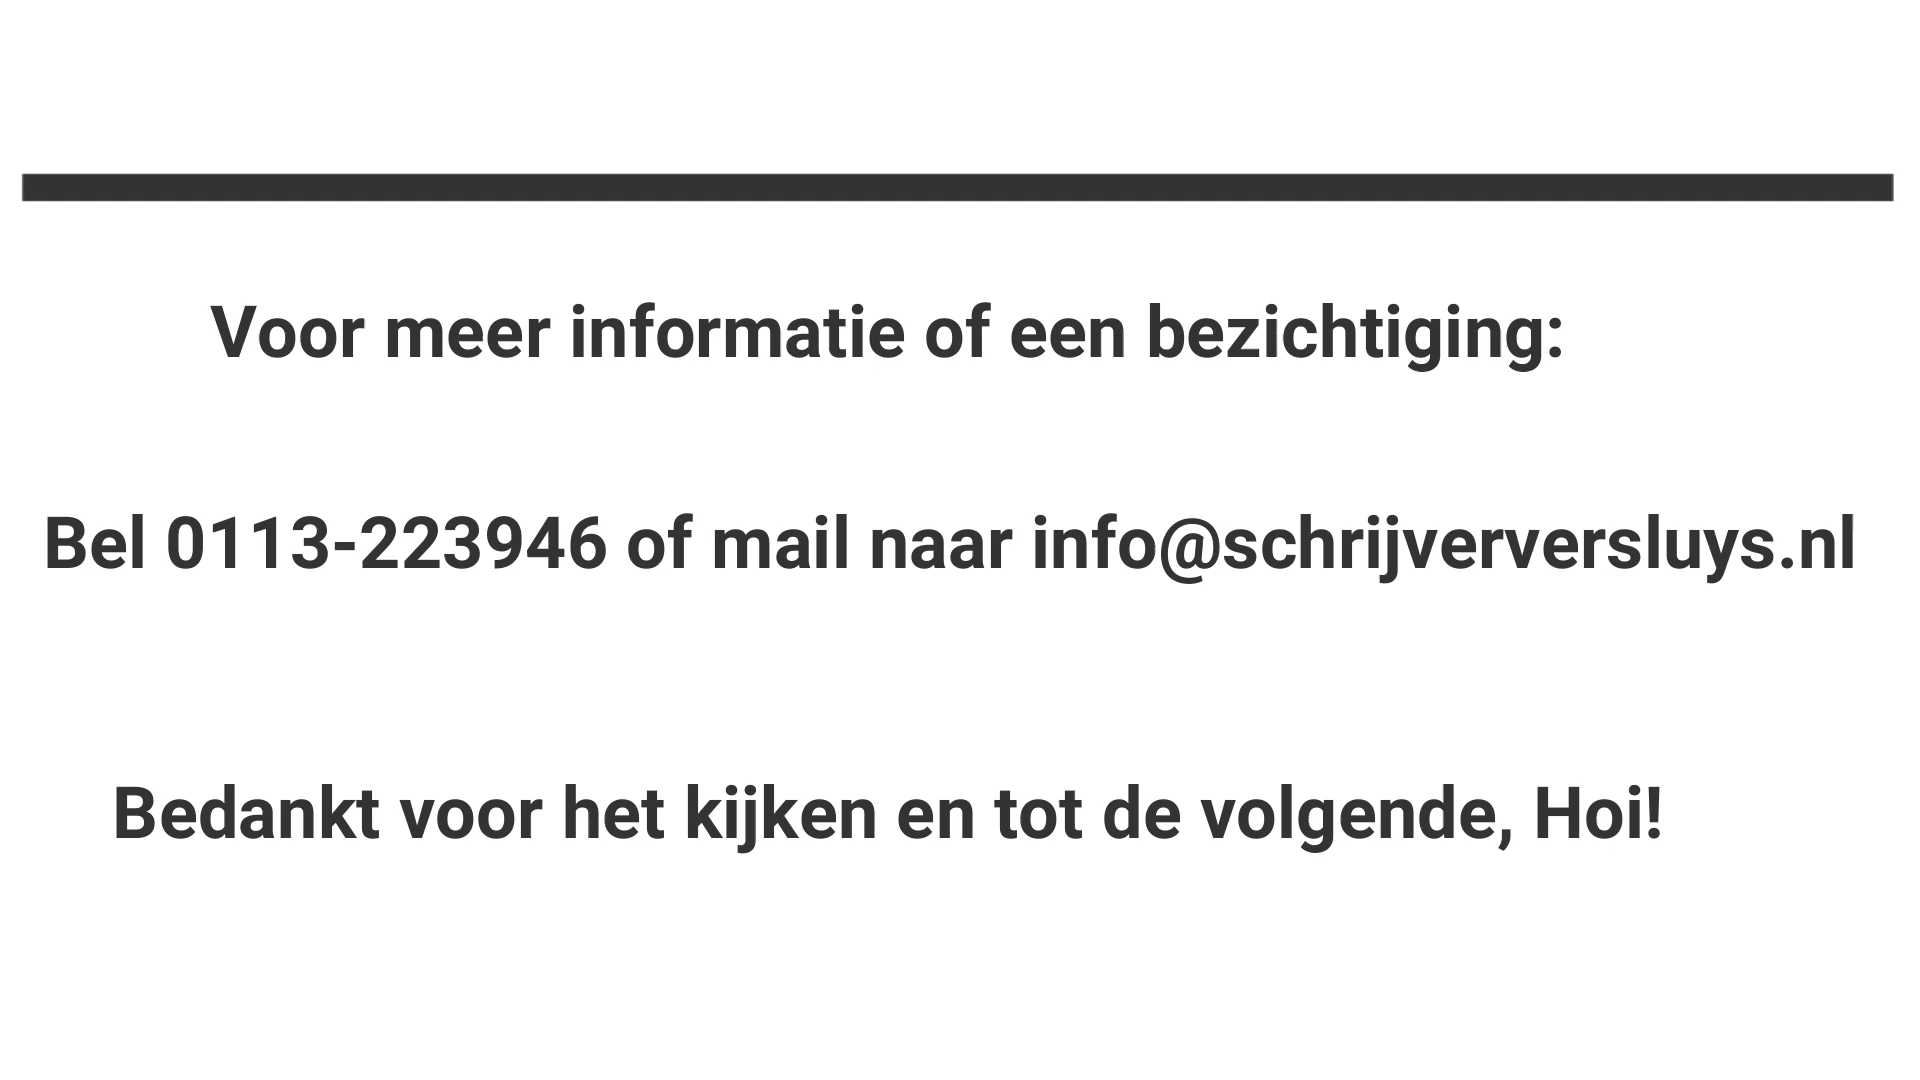 Voor meer informatie of een bezichtiging:
Bel 0113-223946 of mail naar info@schrijverversluys.nl
Bedankt voor het kijken en tot de volgende, Hoi!